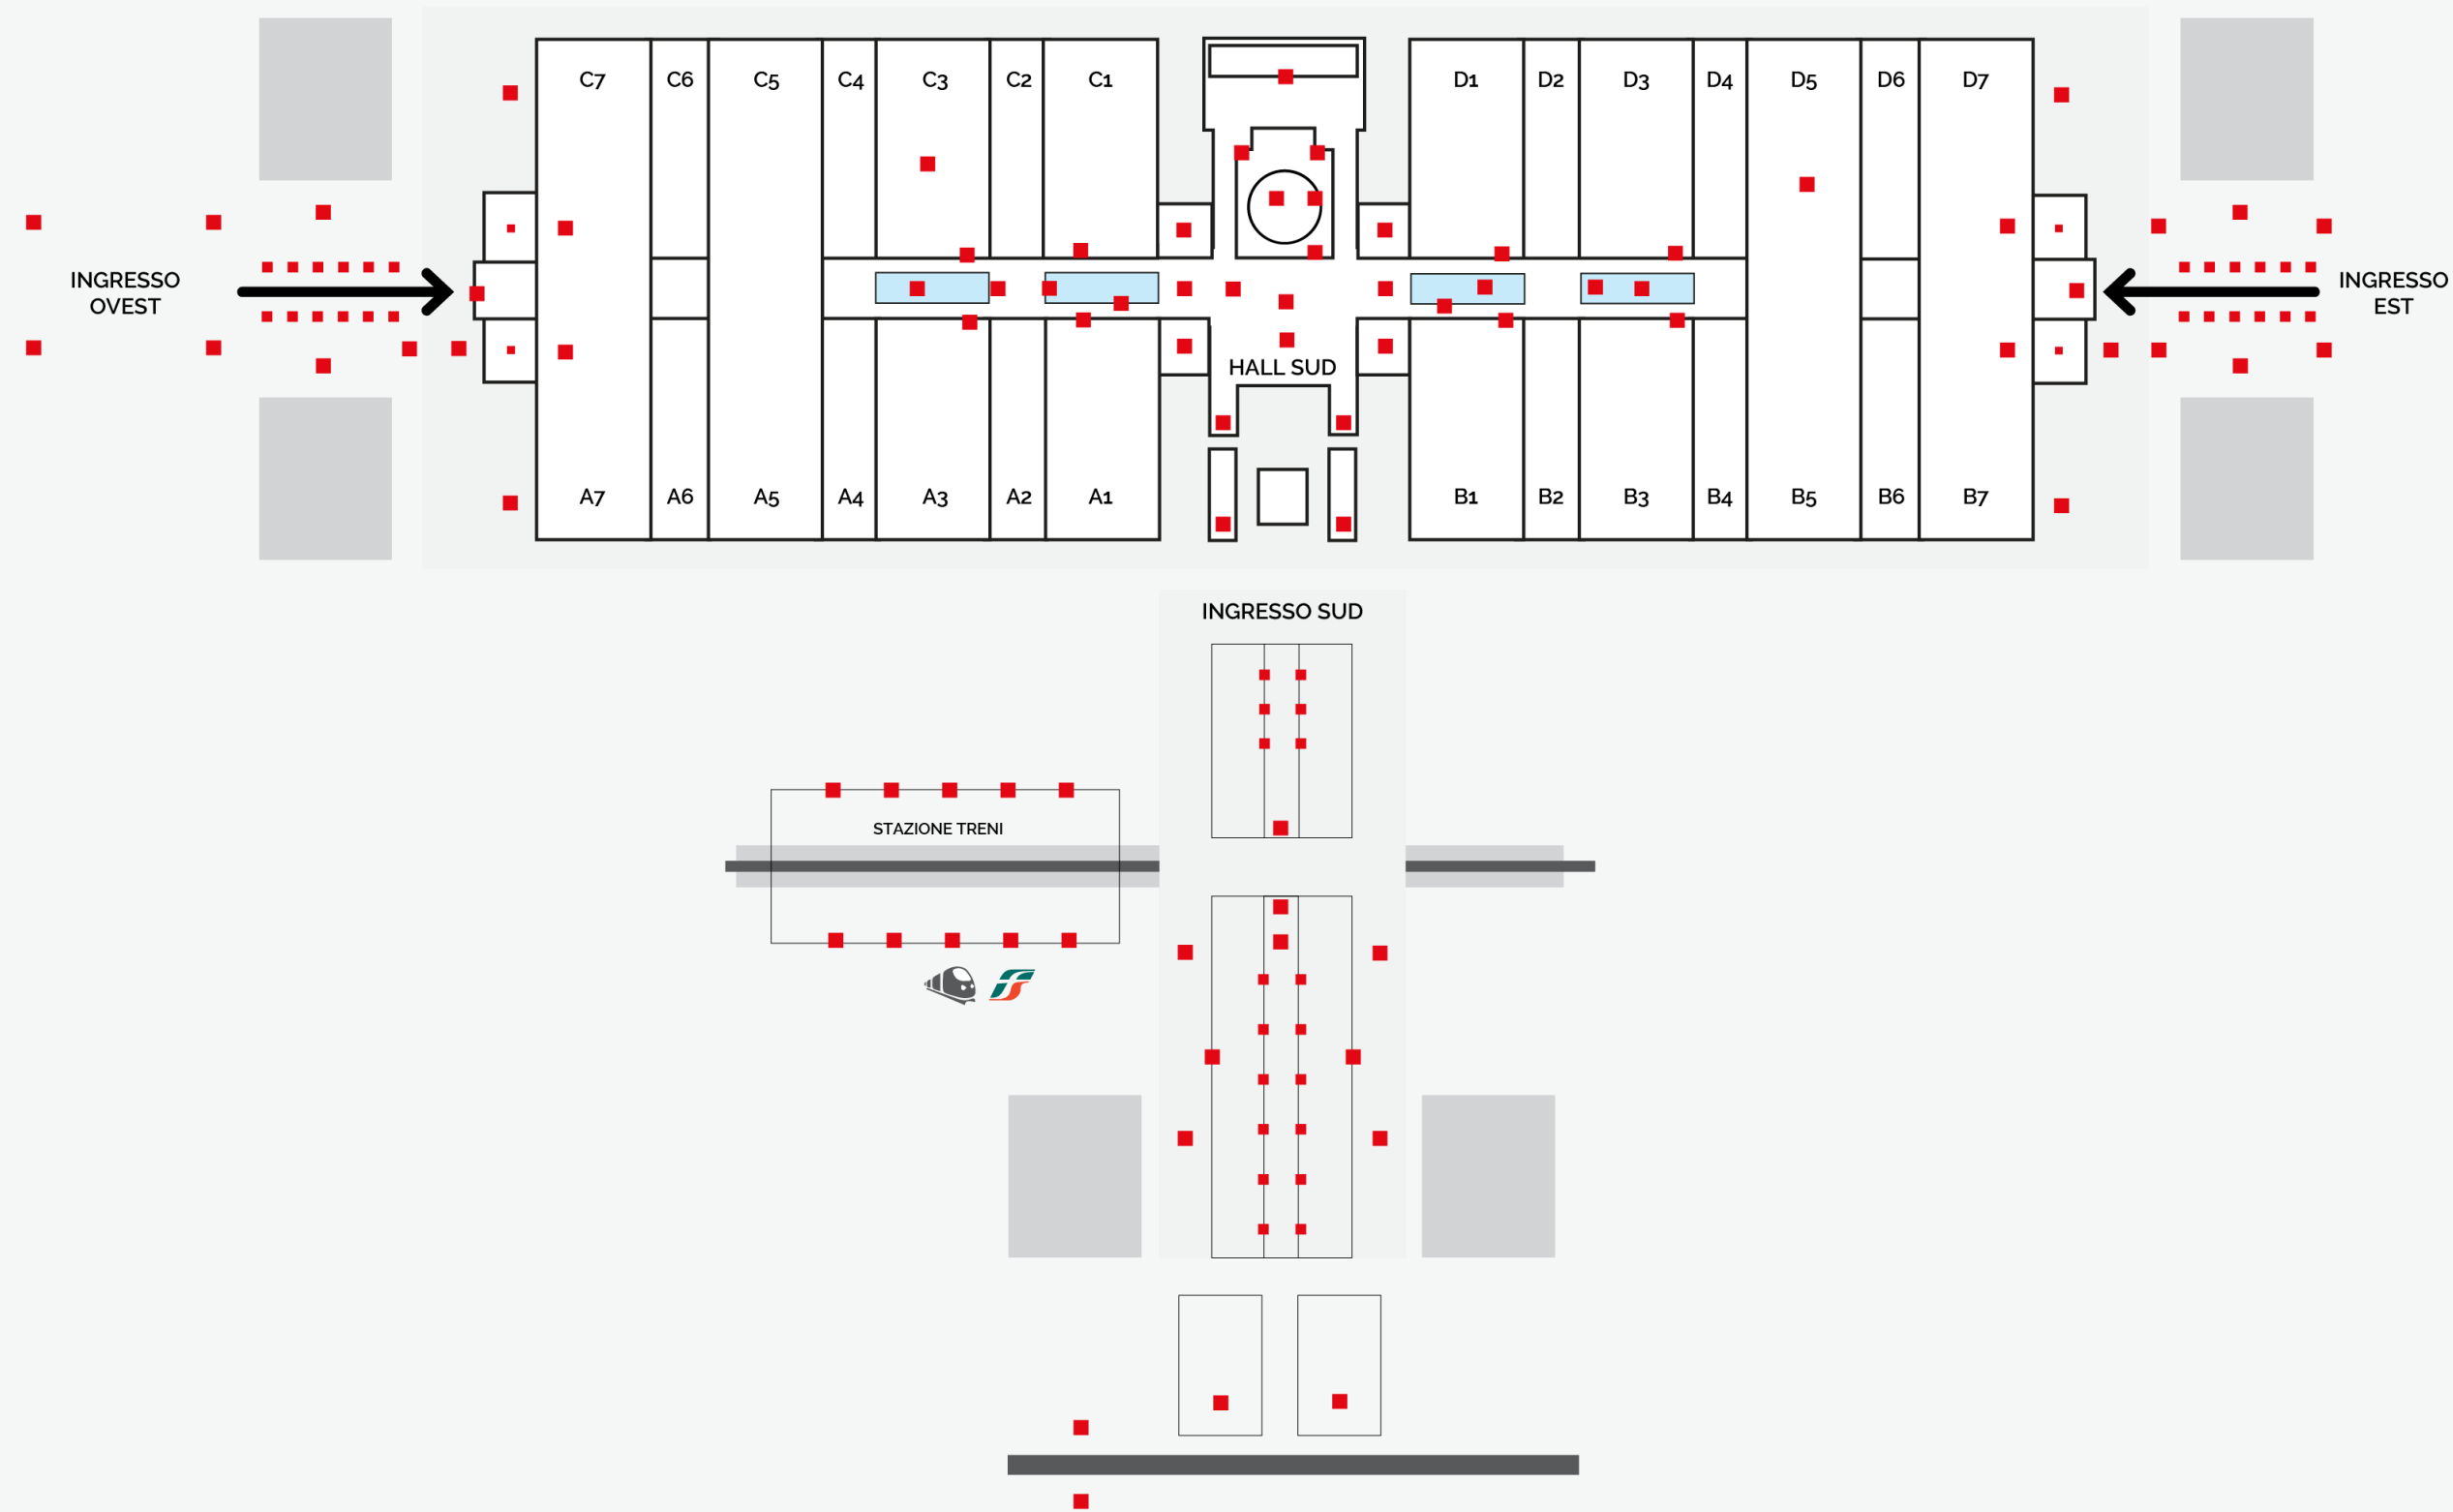 C7 C6 C5 C4 C3 C2 C1 D1 D2 D3 D4 D5 D6 D7
INGRESSO
OVEST
INGRESSO
EST
HALL SUD
A7 A6 A5 A4 A3 A2 A1 B1 B2 B3 B4 B5 B6 B7
INGRESSO SUD
STAZIONE TRENI